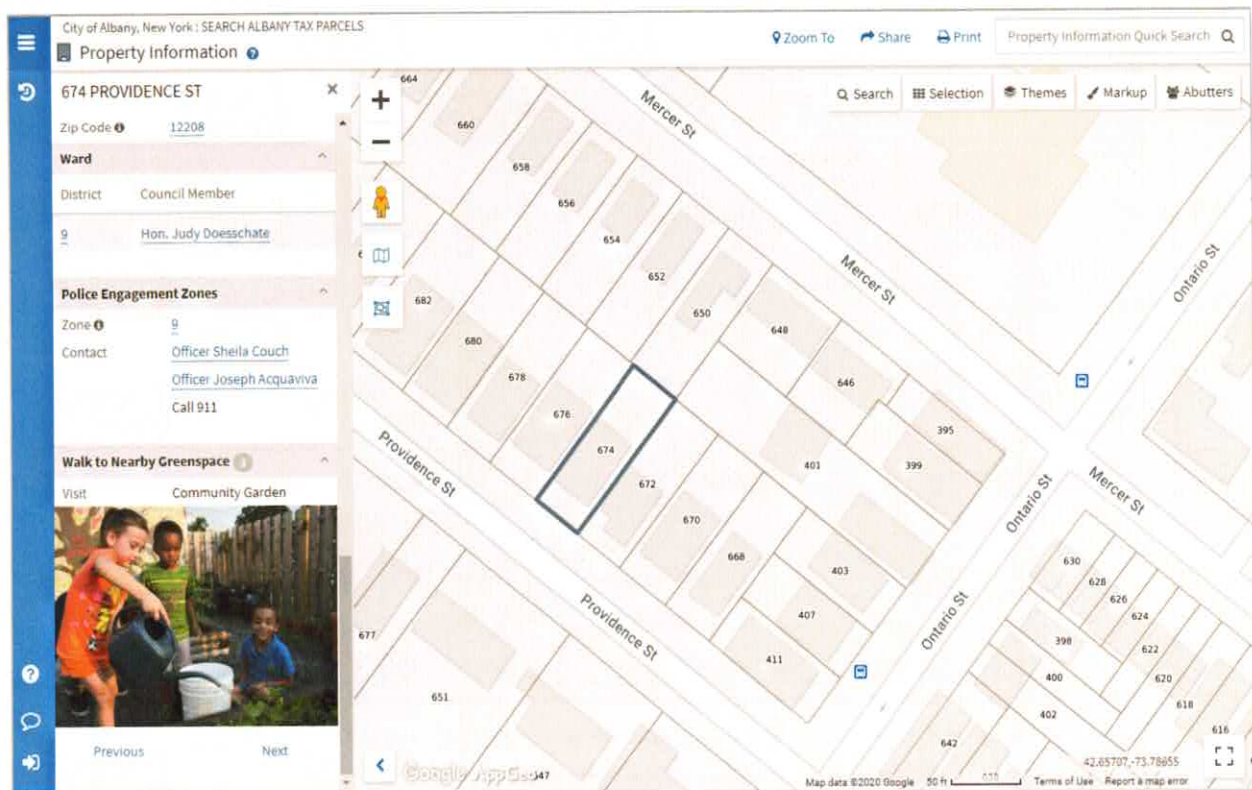 City of Albany, New York : SEARCH ALBANY TAX PARCELS
Property Information
Zoom To
Share
Print
Property Information Quick Search
674 PROVIDENCE ST
Zip Code
12208
Ward
District Council Member
9 Hon. Judy Doesschate
Police Engagement Zones
Zone 9
Contact Officer Sheila Couch
Officer Joseph Acquaviva
Call 911
Walk to Nearby Greenspace 3
Visit Community Garden
Previous Next
Search
Selection
Themes
Markup
Abutters
664
660
658
656
654
652
650
648
646
395
399
401
682
680
678
676
674
672
670
668
403
407
411
677
651
647
630
628
626
624
622
620
618
616
398
400
402
642
Mercer St
Mercer St
Mercer St
Ontario St
Ontario St
Ontario St
Providence St
Providence St
Google AppGeo
42.65707,-73.78655
Map data ©2020 Google
50 ft
Terms of Use
Report a map error